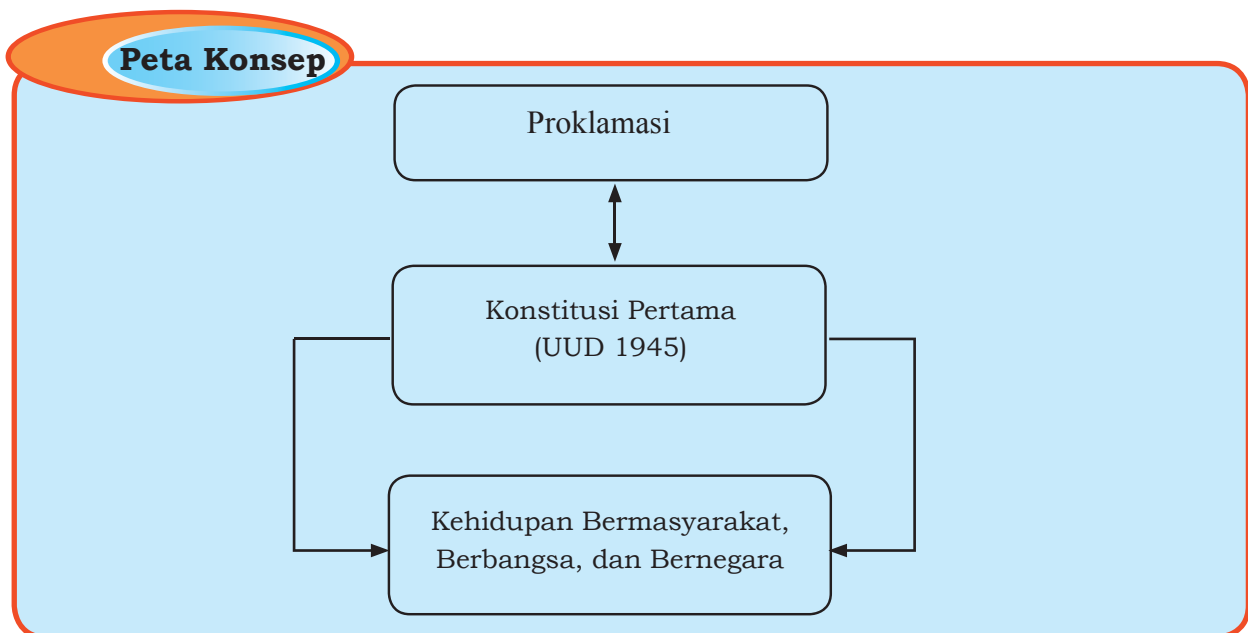 Peta Konsep
Proklamasi
Konstitusi Pertama
(UUD 1945)
Kehidupan Bermasyarakat,
Berbangsa, dan Bernegara